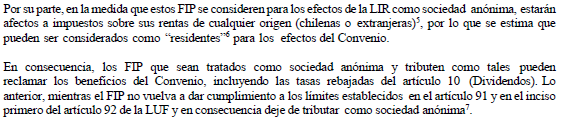 Por su parte, en la medida que estos FIP se consideren para los efectos de la LIR como sociedad anónima, estarán
afectos a impuestos sobre sus rentas de cualquier origen (chilenas o extranjeras)⁵, por lo que se estima que
pueden ser considerados como “residentes”⁶ para los efectos del Convenio.
En consecuencia, los FIP que sean tratados como sociedad anónima y tributen como tales pueden
reclamar los beneficios del Convenio, incluyendo las tasas rebajadas del artículo 10 (Dividendos). Lo
anterior, mientras el FIP no vuelva a dar cumplimiento a los límites establecidos en el artículo 91 y en el inciso
primero del artículo 92 de la LUF y en consecuencia deje de tributar como sociedad anónima⁷.